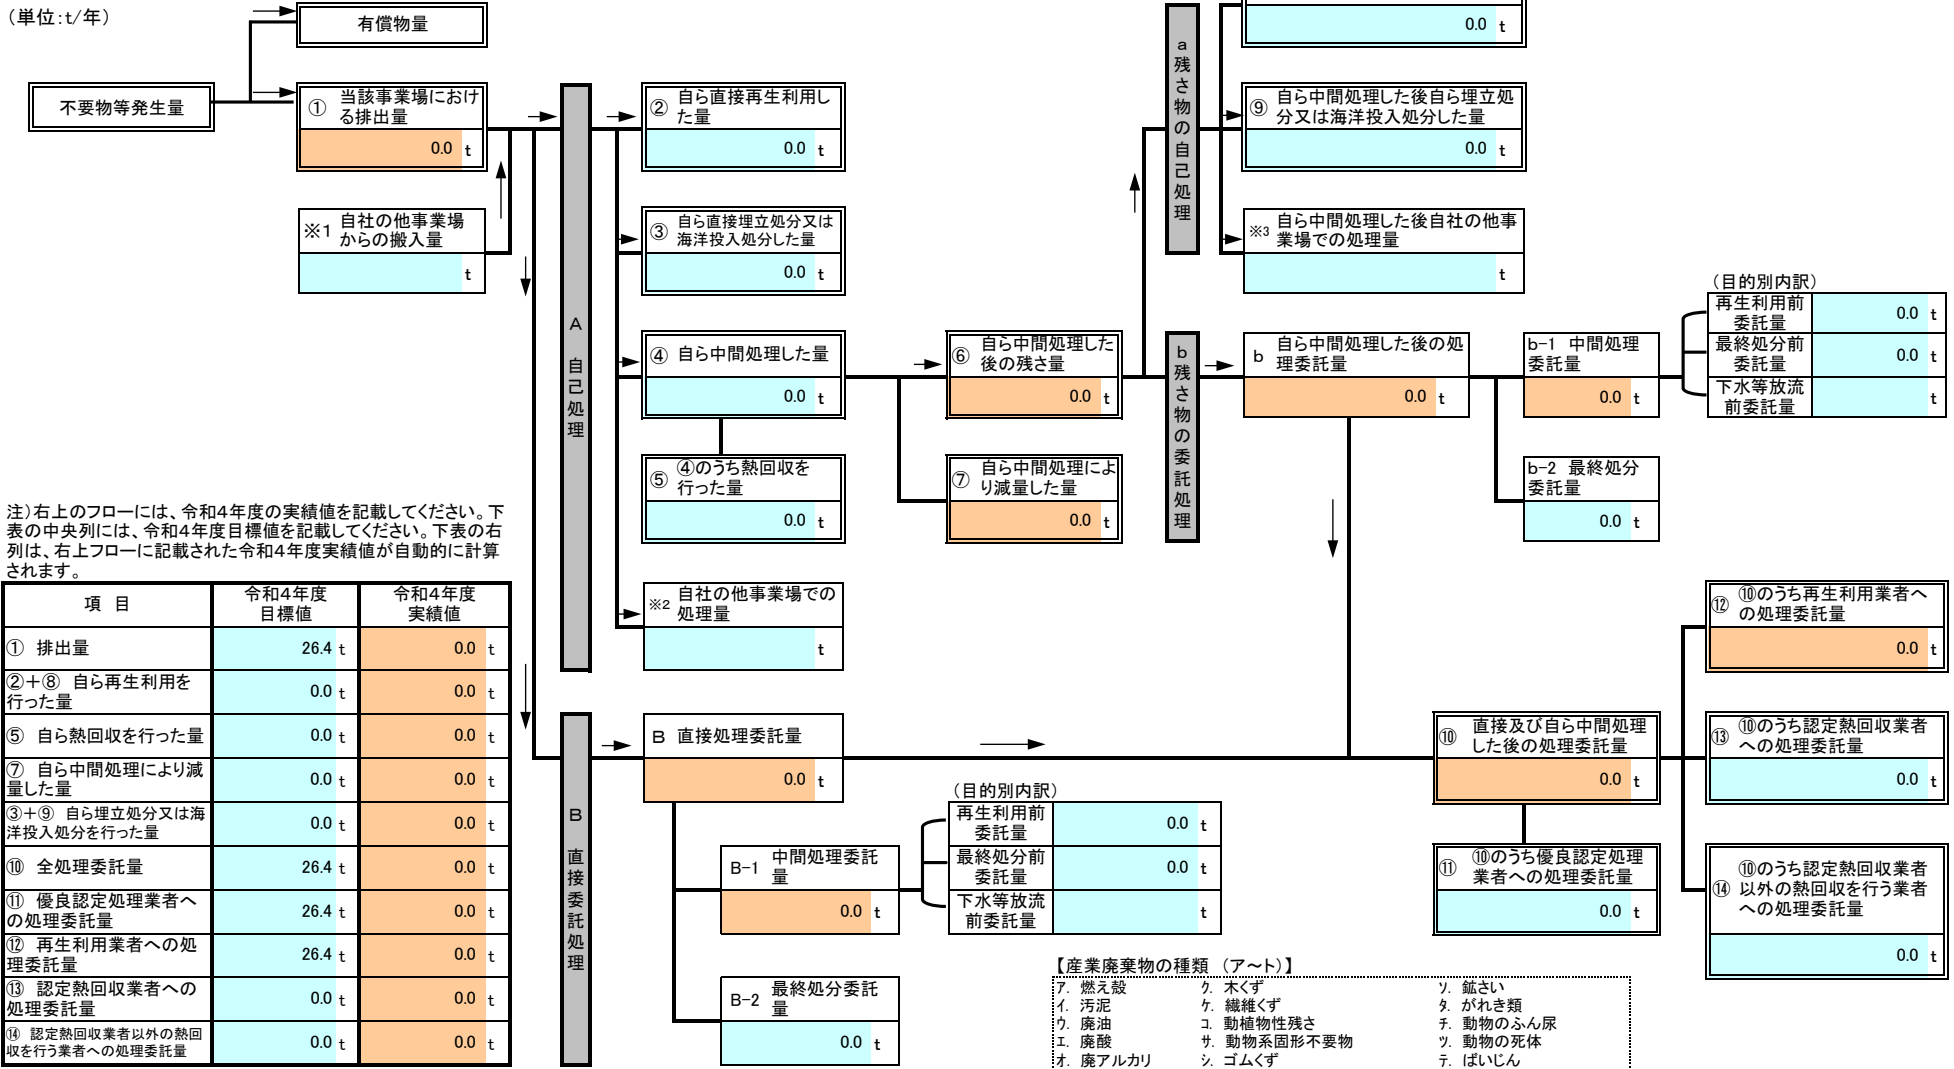 (単位:t/年)
有償物量
不要物等発生量
① 当該事業場におけ
る排出量
0.0 t
※1 自社の他事業場
からの搬入量
t
A 自己処理
② 自ら直接再生利用し
た量
0.0 t
③ 自ら直接埋立処分又は
海洋投入処分した量
0.0 t
④ 自ら中間処理した量
0.0 t
⑤ ④のうち熱回収を
行った量
0.0 t
※2 自社の他事業場での
処理量
t
⑥ 自ら中間処理した
後の残さ量
0.0 t
⑦ 自ら中間処理によ
り減量した量
0.0 t
a 残さ物の自己処理
0.0 t
⑨ 自ら中間処理した後自ら埋立処
分又は海洋投入処分した量
0.0 t
※3 自ら中間処理した後自社の他事
業場での処理量
t
b 残さ物の委託処理
b 自ら中間処理した後の処
理委託量
0.0 t
b-1 中間処理
委託量
0.0 t
b-2 最終処分
委託量
0.0 t
(目的別内訳)
再生利用前
委託量
0.0 t
最終処分前
委託量
0.0 t
下水等放流
前委託量
t
注)右上のフローには、令和4年度の実績値を記載してください。下
表の中央列には、令和4年度目標値を記載してください。下表の右
列は、右上フローに記載された令和4年度実績値が自動的に計算
されます。
項 目 令和4年度 目標値 令和4年度 実績値
① 排出量 26.4 t 0.0 t
②+⑧ 自ら再生利用を
行った量 0.0 t 0.0 t
⑤ 自ら熱回収を行った量 0.0 t 0.0 t
⑦ 自ら中間処理により減
量した量 0.0 t 0.0 t
③+⑨ 自ら埋立処分又は海
洋投入処分を行った量 0.0 t 0.0 t
⑩ 全処理委託量 26.4 t 0.0 t
⑪ 優良認定処理業者へ
の処理委託量 26.4 t 0.0 t
⑫ 再生利用業者への処
理委託量 26.4 t 0.0 t
⑬ 認定熱回収業者への
処理委託量 0.0 t 0.0 t
⑭ 認定熱回収業者以外の熱回
収を行う業者への処理委託量 0.0 t 0.0 t
B 直接委託処理
B 直接処理委託量
0.0 t
B-1 中間処理委託
量
0.0 t
B-2 最終処分委託
量
0.0 t
(目的別内訳)
再生利用前
委託量
0.0 t
最終処分前
委託量
0.0 t
下水等放流
前委託量
t
⑩ 直接及び自ら中間処理
した後の処理委託量
0.0 t
⑪ ⑩のうち優良認定処理
業者への処理委託量
0.0 t
⑫ ⑩のうち再生利用業者へ
の処理委託量
0.0 t
⑬ ⑩のうち認定熱回収業者
への処理委託量
0.0 t
⑭ ⑩のうち認定熱回収業者
以外の熱回収を行う業者
への処理委託量
0.0 t
【産業廃棄物の種類 (ア~ト)】
ア. 燃え殻 ク. 木くず ソ. 鉱さい
イ. 汚泥 ケ. 繊維くず タ. がれき類
ウ. 廃油 コ. 動植物性残さ チ. 動物のふん尿
エ. 廃酸 サ. 動物系固形不要物 ツ. 動物の死体
オ. 廃アルカリ シ. ゴムくず テ. ばいじん